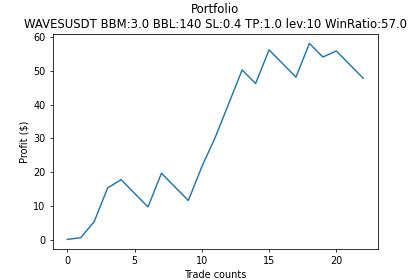 Portfolio
WAVESUSDT BBM:3.0 BBL:140 SL:0.4 TP:1.0 lev:10 WinRatio:57.0
60
50
40
30
20
10
0
Profit ($)
0 5 10 15 20
Trade counts